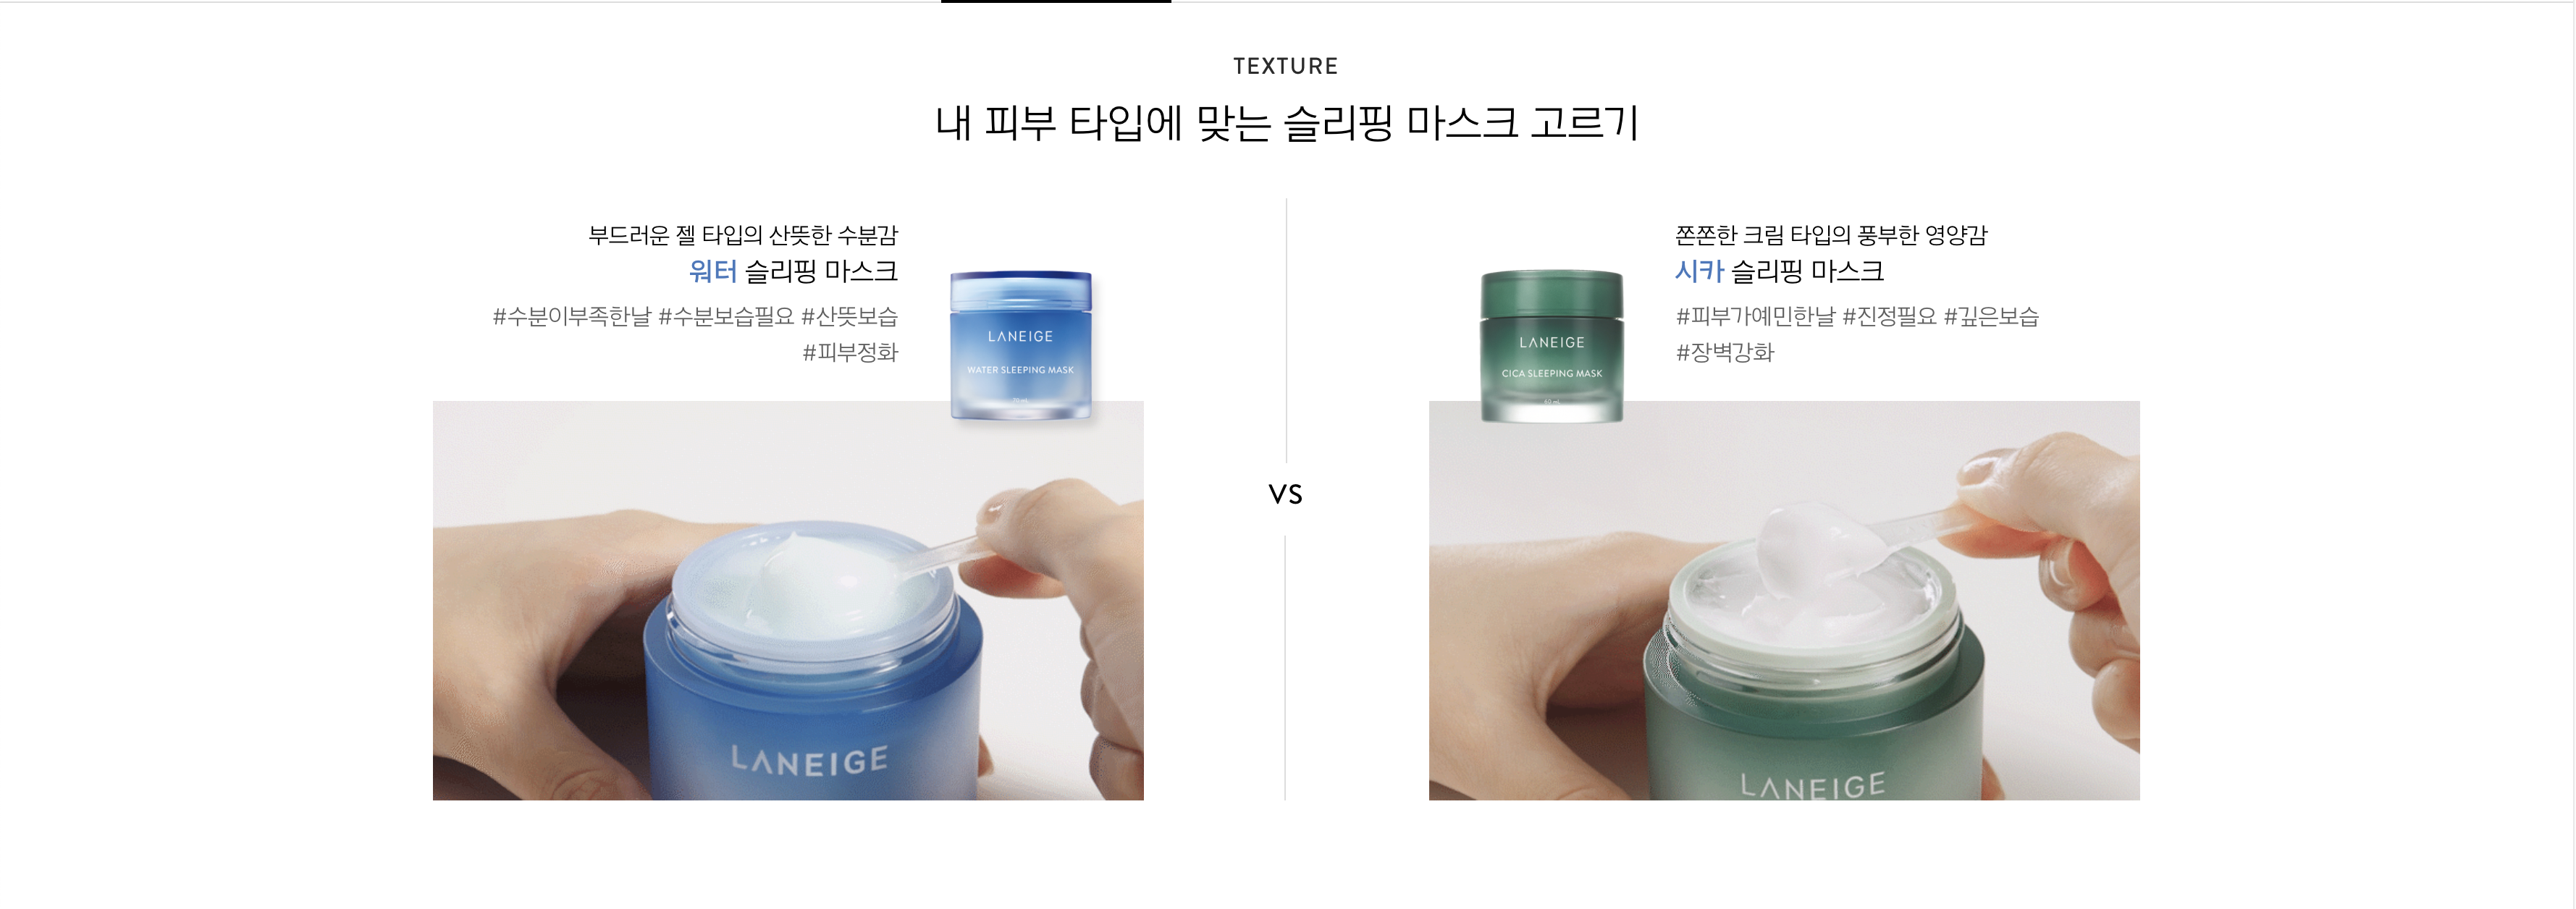 TEXTURE
내 피부 타입에 맞는 슬리핑 마스크 고르기
부드러운 젤 타입의 산뜻한 수분감
워터 슬리핑 마스크
#수분이부족한날 #수분보습필요 #산뜻보습
#피부정화
LANEIGE
WATER SLEEPING MASK
LANEIGE
VS
쫀쫀한 크림 타입의 풍부한 영양감
시카 슬리핑 마스크
#피부가예민한날 #진정필요 #깊은보습
#장벽강화
LANEIGE
CICA SLEEPING MASK
60 mL
LANEIGE